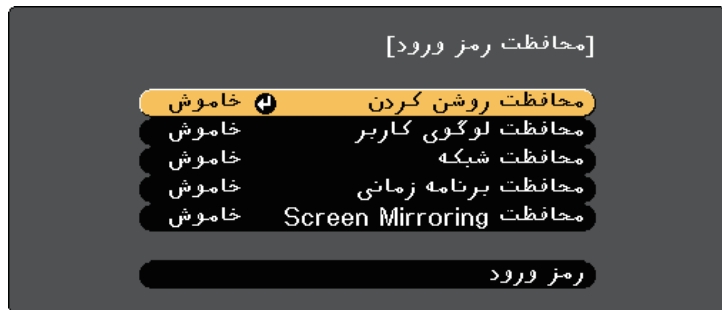 [محافظت رمز ورود]
محافظت روشن کردن خاموش
محافظت لوگوی کاربر خاموش
محافظت شبکه خاموش
محافظت برنامه زمانی خاموش
محافظت Screen Mirroring خاموش
رمز ورود